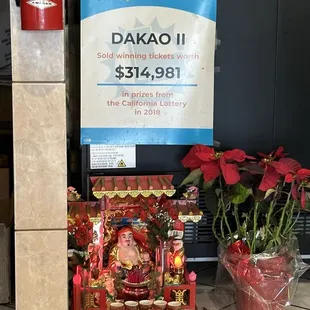 DAKAO II
Sold winning tickets worth
$314,981
in prizes from
the California Lottery
in 2018